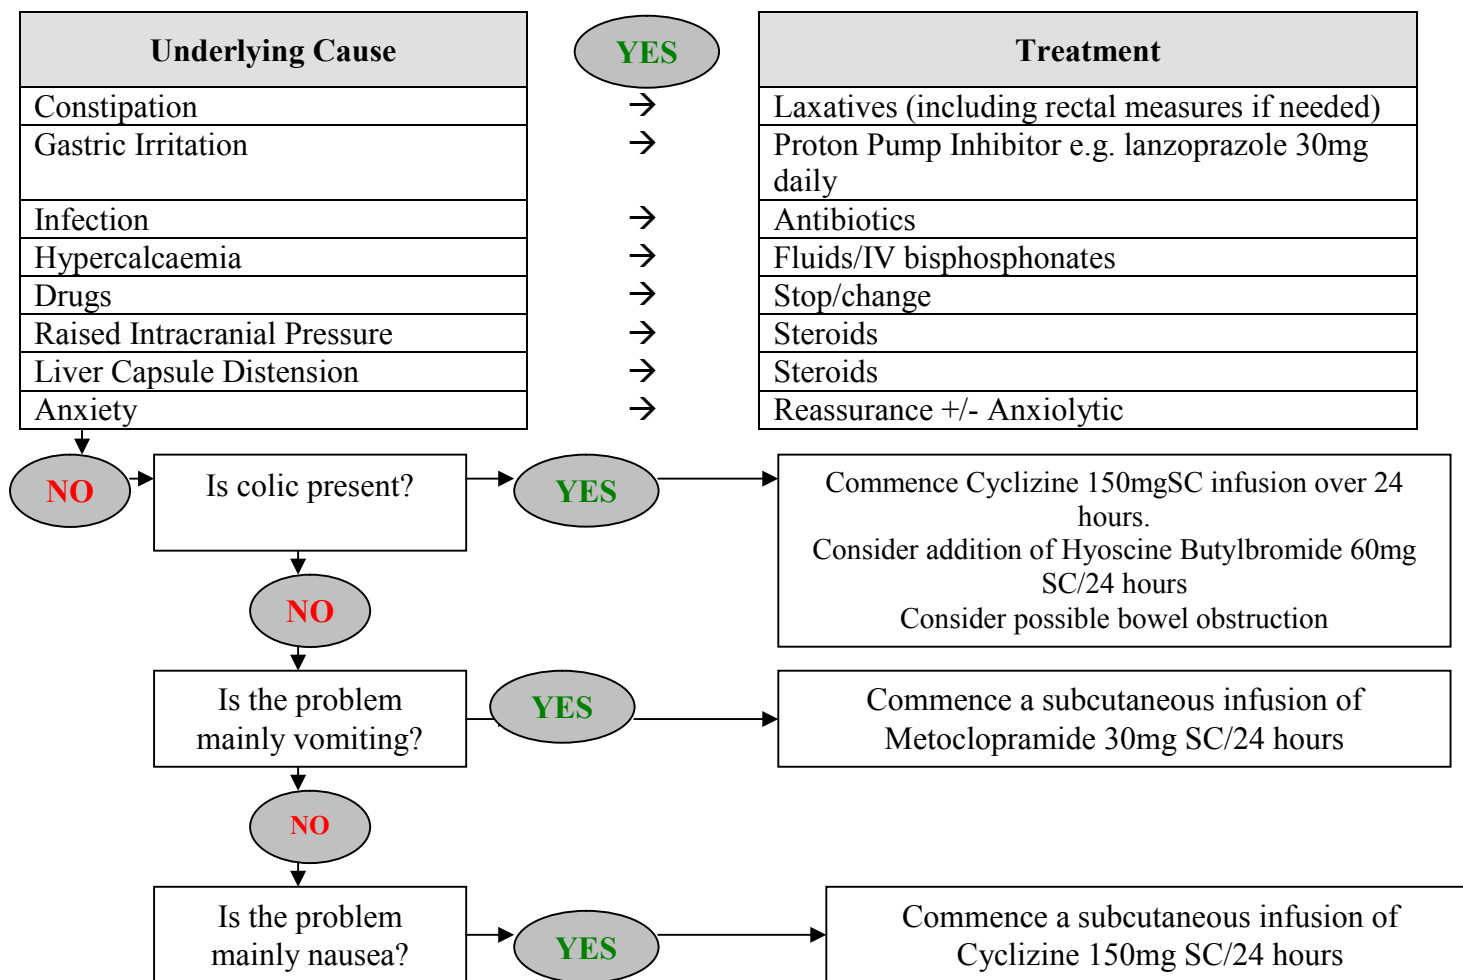 Underlying Cause
YES
Treatment
Constipation
→
Laxatives (including rectal measures if needed)
Gastric Irritation
→
Proton Pump Inhibitor e.g. lanzoprazole 30mg
daily
Infection
→
Antibiotics
Hypercalcaemia
→
Fluids/IV bisphosphonates
Drugs
→
Stop/change
Raised Intracranial Pressure
→
Steroids
Liver Capsule Distension
→
Steroids
Anxiety
→
Reassurance +/- Anxiolytic
NO
Is colic present?
YES
Commence Cyclizine 150mgSC infusion over 24
hours.
Consider addition of Hyoscine Butylbromide 60mg
SC/24 hours
Consider possible bowel obstruction
NO
Is the problem
mainly vomiting?
YES
Commence a subcutaneous infusion of
Metoclopramide 30mg SC/24 hours
NO
Is the problem
mainly nausea?
YES
Commence a subcutaneous infusion of
Cyclizine 150mg SC/24 hours